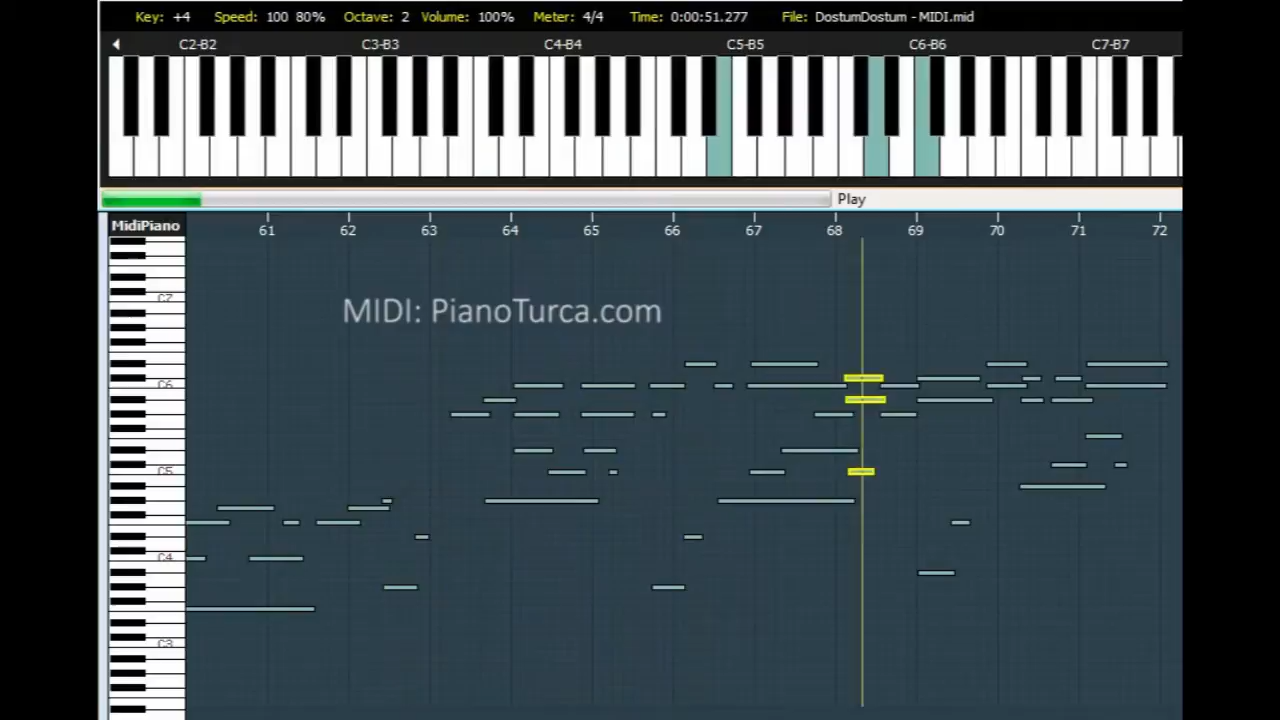 Key: +4 Speed: 100 80% Octave: 2 Volume: 100% Meter: 4/4 Time: 0:00:51.277 File: DostumDostum - MIDI.mid
C2-B2 C3-B3 C4-B4 C5-B5 C6-B6 C7-B7
Play
MidiPiano 61 62 63 64 65 66 67 68 69 70 71 72
C7
MIDI: PianoTurca.com
C6
C5
C4
C3